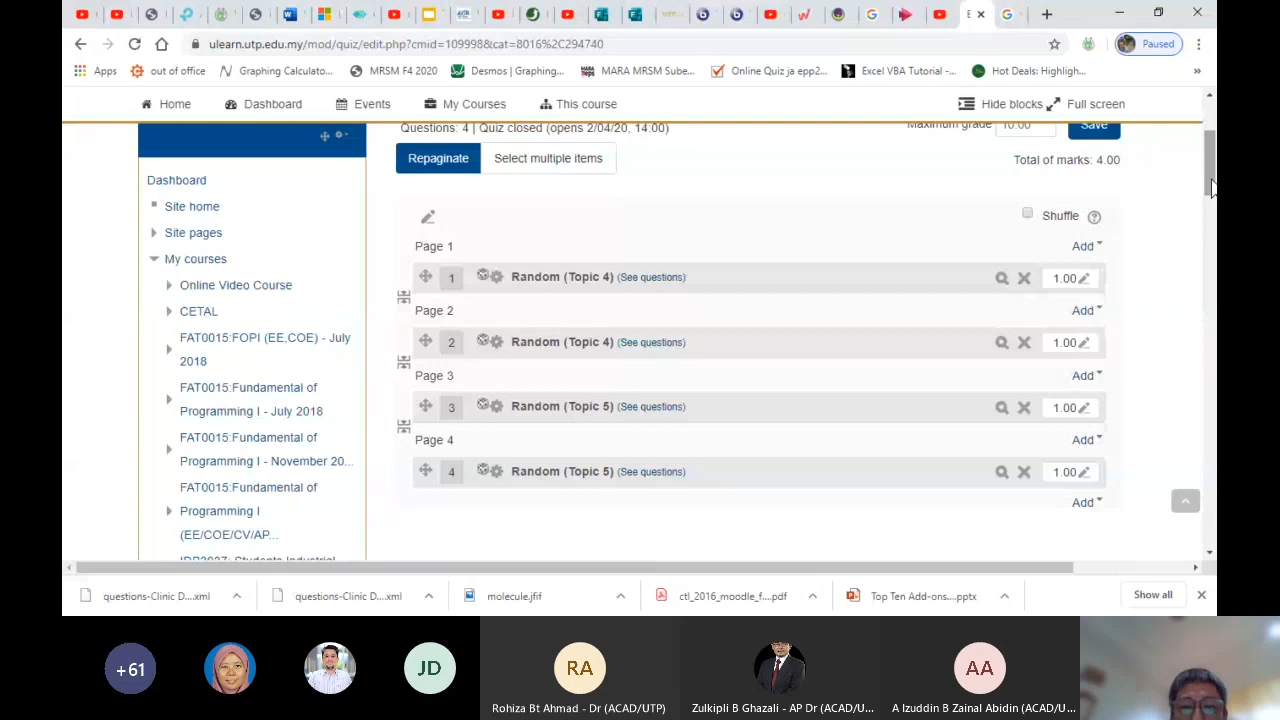 E
Paused
ulearn.utp.edu.my/mod/quiz/edit.php?cmid=109998&cat=8016%2C294740
Apps
out of office
Graphing Calculato...
MRSM F4 2020
Desmos | Graphing...
MARA MRSM Sube...
Online Quiz ja epp2...
Excel VBA Tutorial -...
Hot Deals: Highligh...
»
Home
Dashboard
Events
My Courses
This course
Hide blocks
Full screen
Questions: 4 | Quiz closed (opens 2/04/20, 14:00)
Maximum grade
10.00
Save
Repaginate
Select multiple items
Total of marks: 4.00
Dashboard
Site home
Site pages
My courses
Online Video Course
CETAL
FAT0015:FOPI (EE,COE) - July
2018
FAT0015:Fundamental of
Programming I - July 2018
FAT0015:Fundamental of
Programming I - November 20...
FAT0015:Fundamental of
Programming I
(EE/COE/CV/AP...
Shuffle
Page 1
Add
1
Random (Topic 4) (See questions)
1.00
Page 2
Add
2
Random (Topic 4) (See questions)
1.00
Page 3
Add
3
Random (Topic 5) (See questions)
1.00
Page 4
Add
4
Random (Topic 5) (See questions)
1.00
Add
questions-Clinic D....xml
questions-Clinic D....xml
molecule.jfif
ctl_2016_moodle_f....pdf
Top Ten Add-ons....pptx
Show all
+61
JD
RA
AA
Rohiza Bt Ahmad - Dr (ACAD/UTP)
Zulkipli B Ghazali - AP Dr (ACAD/U...
A Izuddin B Zainal Abidin (ACAD/U...